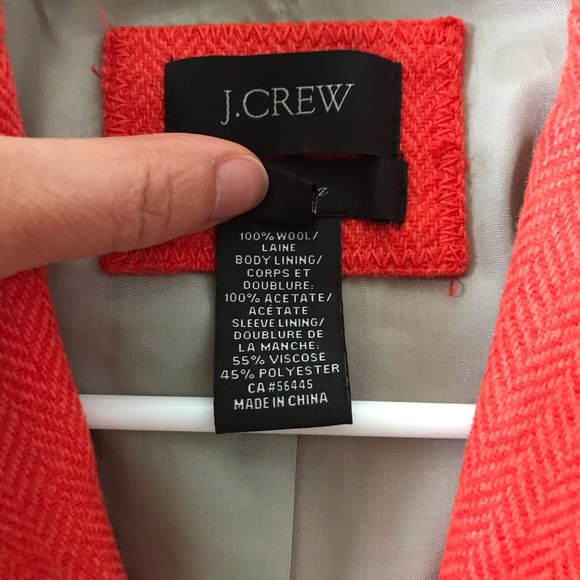 J.CREW
100% WOOL/
LAINE
BODY LINING/
CORPS ET
DOUBLURE:
100% ACETATE/
ACÉTATE
SLEEVE LINING/
DOUBLURE DE
LA MANCHE:
55% VISCOSE
45% POLYESTER
CA #56445
MADE IN CHINA